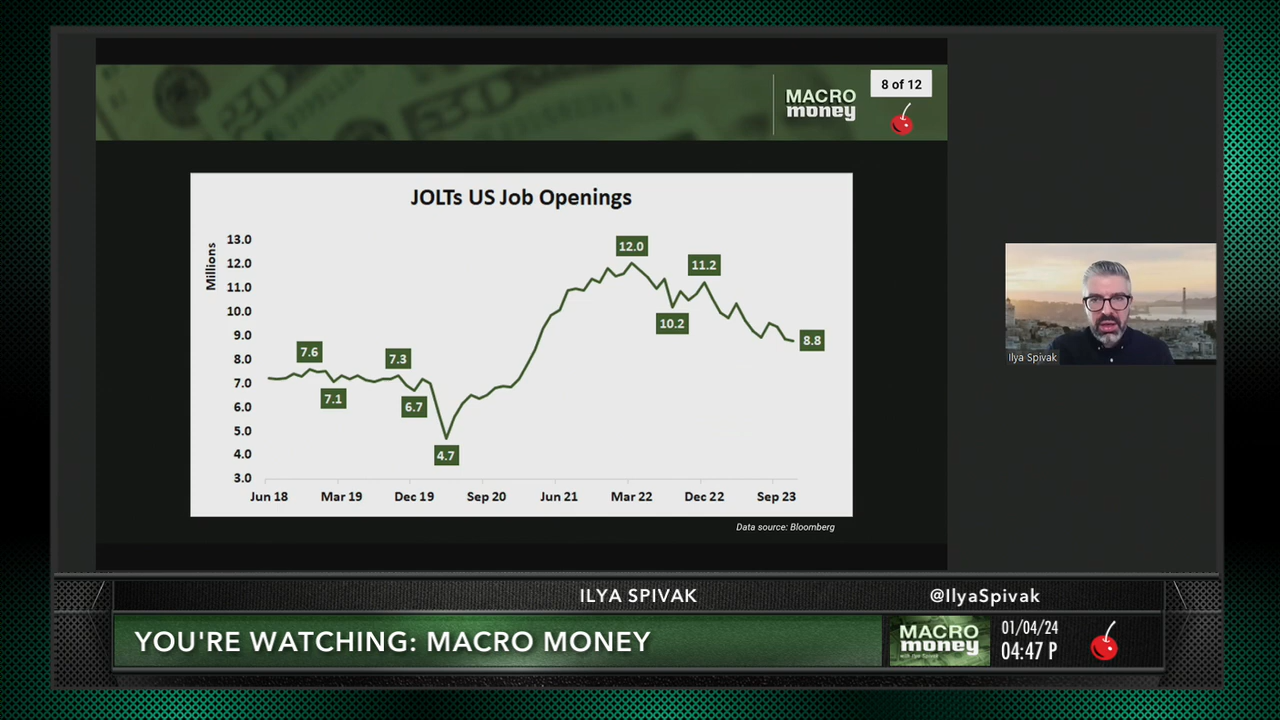 MACRO
money
8 of 12
JOLTs US Job Openings
Millions
13.0
12.0
11.0
10.0
9.0
8.0
7.0
6.0
5.0
4.0
3.0
7.6
7.1
7.3
6.7
4.7
12.0
10.2
11.2
8.8
Jun 18 Mar 19 Dec 19 Sep 20 Jun 21 Mar 22 Dec 22 Sep 23
Data source: Bloomberg
Ilya Spivak
ILYA SPIVAK
@IlyaSpivak
YOU'RE WATCHING: MACRO MONEY
MACRO
money
with Ilya Spivak
01/04/24
04:47 P